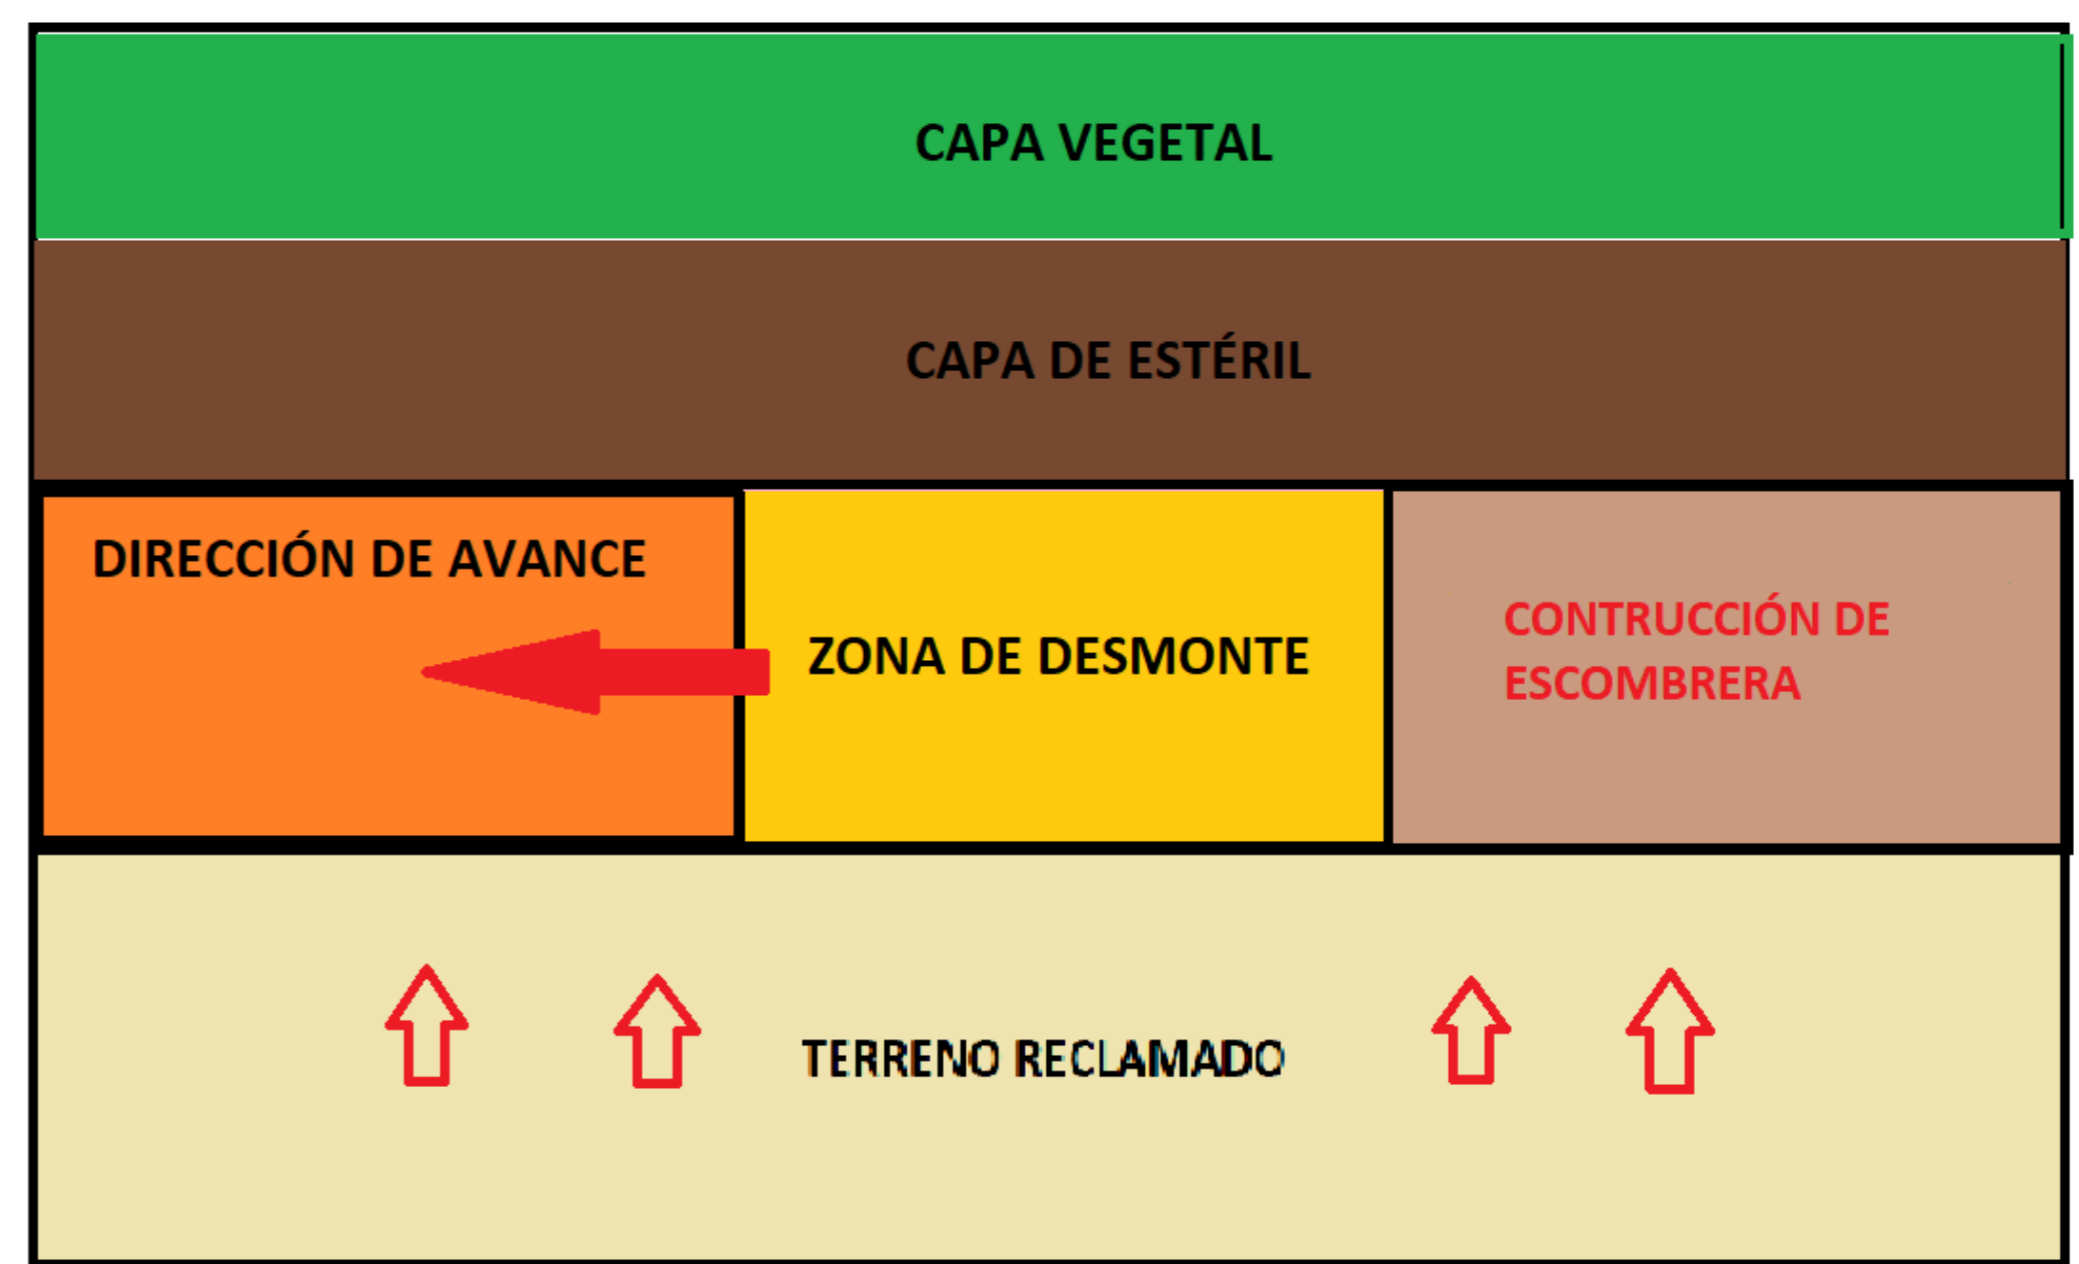 CAPA VEGETAL
CAPA DE ESTÉRIL
DIRECCIÓN DE AVANCE
ZONA DE DESMONTE
CONTRUCCIÓN DE
ESCOMBRERA
TERRENO RECLAMADO